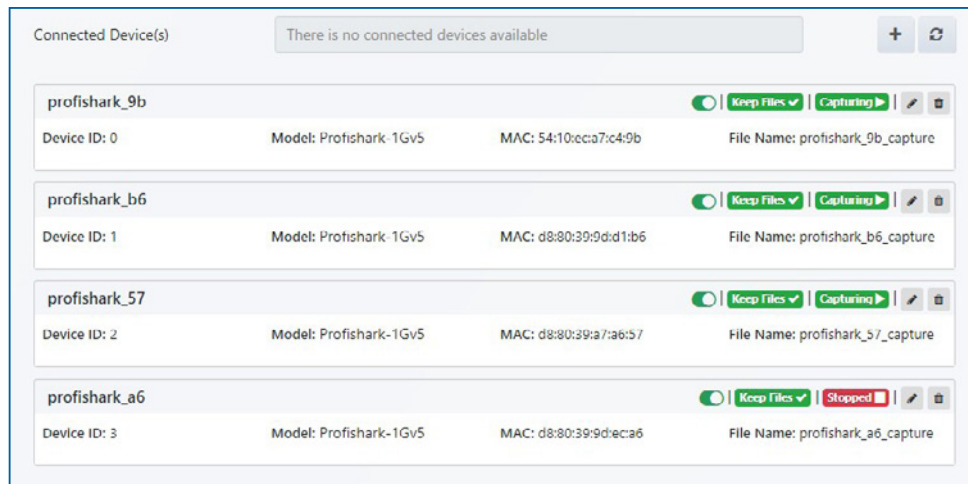 Connected Device(s) There is no connected devices available
profishark_9b | Keep Files | Capturing |
Device ID: 0 Model: Profishark-1Gv5 MAC: 54:10:ec:a7:c4:9b File Name: profishark_9b_capture
profishark_b6 | Keep Files | Capturing |
Device ID: 1 Model: Profishark-1Gv5 MAC: d8:80:39:9d:d1:b6 File Name: profishark_b6_capture
profishark_57 | Keep Files | Capturing |
Device ID: 2 Model: Profishark-1Gv5 MAC: d8:80:39:a7:a6:57 File Name: profishark_57_capture
profishark_a6 | Keep Files | Stopped |
Device ID: 3 Model: Profishark-1Gv5 MAC: d8:80:39:9d:ec:a6 File Name: profishark_a6_capture